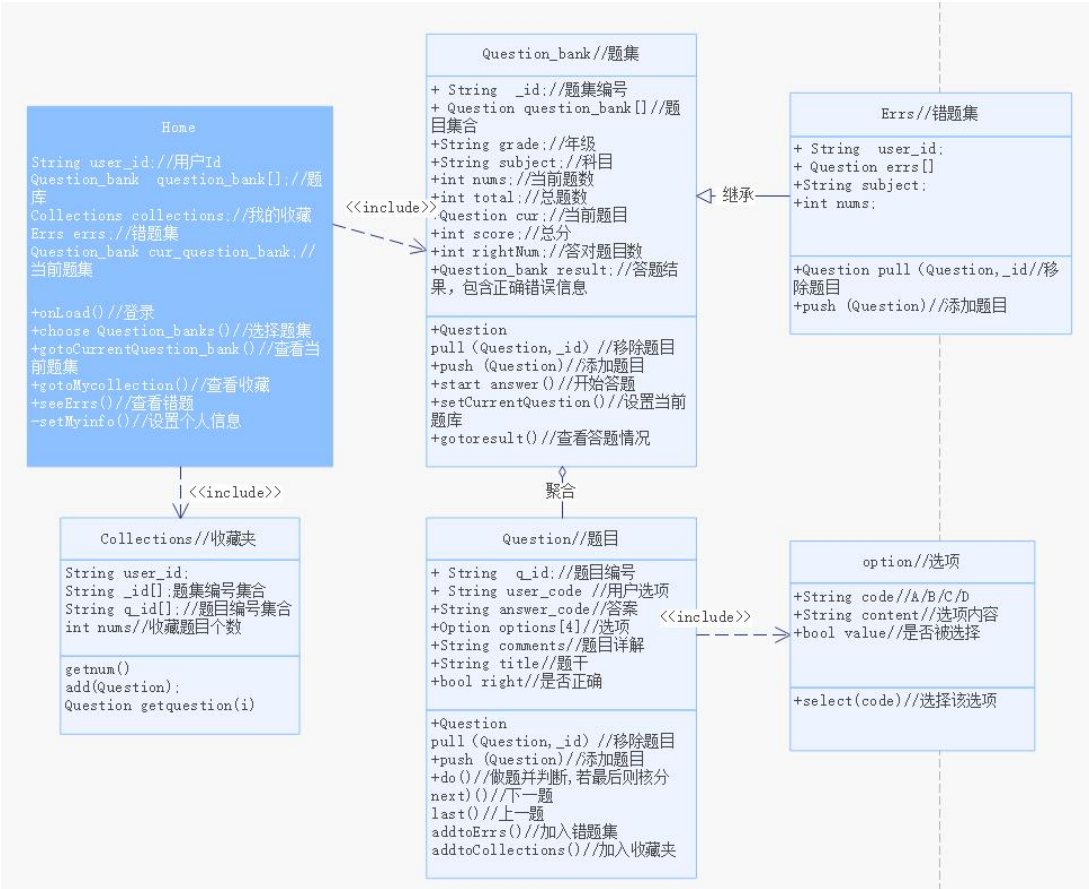 Home
String user_id;//用户Id
Question_bank  question_bank[];//题
库
Collections collections;//我的收藏
Errs errs;//错题集
Question_bank cur_question_bank;//
当前题集
+onLoad()//登录
+choose Question_banks()//选择题集
+gotoCurrentQuestion_bank()//查看当
前题集
+gotoMycollection()//查看收藏
+seeErrs()//查看错题
-setMyinfo()//设置个人信息
<<include>>
<<include>>
Question_bank//题集
+ String  _id;//题集编号
+ Question question_bank[]//题
目集合
+String grade;//年级
+String subject;//科目
+int nums;//当前题数
+int total;//总题数
+Question cur;//当前题目
+int score;//总分
+int rightNum;//答对题目数
+Question_bank result;//答题结
果，包含正确错误信息
+Question
pull（Question,_id）//移除题目
+push（Question)//添加题目
+start answer()//开始答题
+setCurrentQuestion()//设置当前
题库
+gotoresult()//查看答题情况
继承
Errs//错题集
+ String  user_id;
+ Question errs[]
+String subject;
+int nums;
+Question pull（Question,_id//移
除题目
+push（Question)//添加题目
聚合
Collections//收藏夹
String user_id;
String _id[];题集编号集合
String q_id[];//题目编号集合
int nums//收藏题目个数
getnum()
add(Question);
Question getquestion(i)
Question//题目
+ String  q_id;//题目编号
+ String user_code //用户选项
+String answer_code//答案
+Option options[4]//选项
+String comments//题目详解
+String title//题干
+bool right//是否正确
+Question
pull（Question,_id）//移除题目
+push（Question)//添加题目
+do()//做题并判断,若最后则核分
next)()//下一题
last()//上一题
addtoErrs()//加入错题集
addtoCollections()//加入收藏夹
<<include>>
option//选项
+String code//A/B/C/D
+String content//选项内容
+bool value//是否被选择
+select(code)//选择该选项